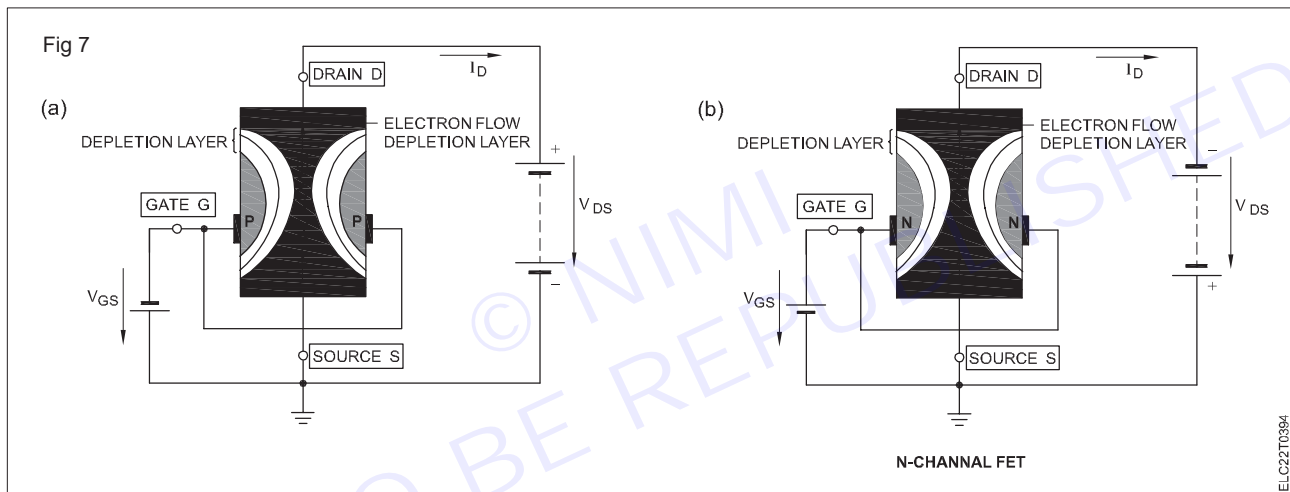 Fig 7
(a)
DRAIN D
I_D
DEPLETION LAYER
ELECTRON FLOW
DEPLETION LAYER
GATE G
P
P
+
V_DS
−
V_GS
SOURCE S
(b)
DRAIN D
I_D
DEPLETION LAYER
ELECTRON FLOW
DEPLETION LAYER
GATE G
N
N
−
V_DS
+
V_GS
SOURCE S
N-CHANNAL FET
ELC22T0394
© NIMI
TO BE REPUBLISHED